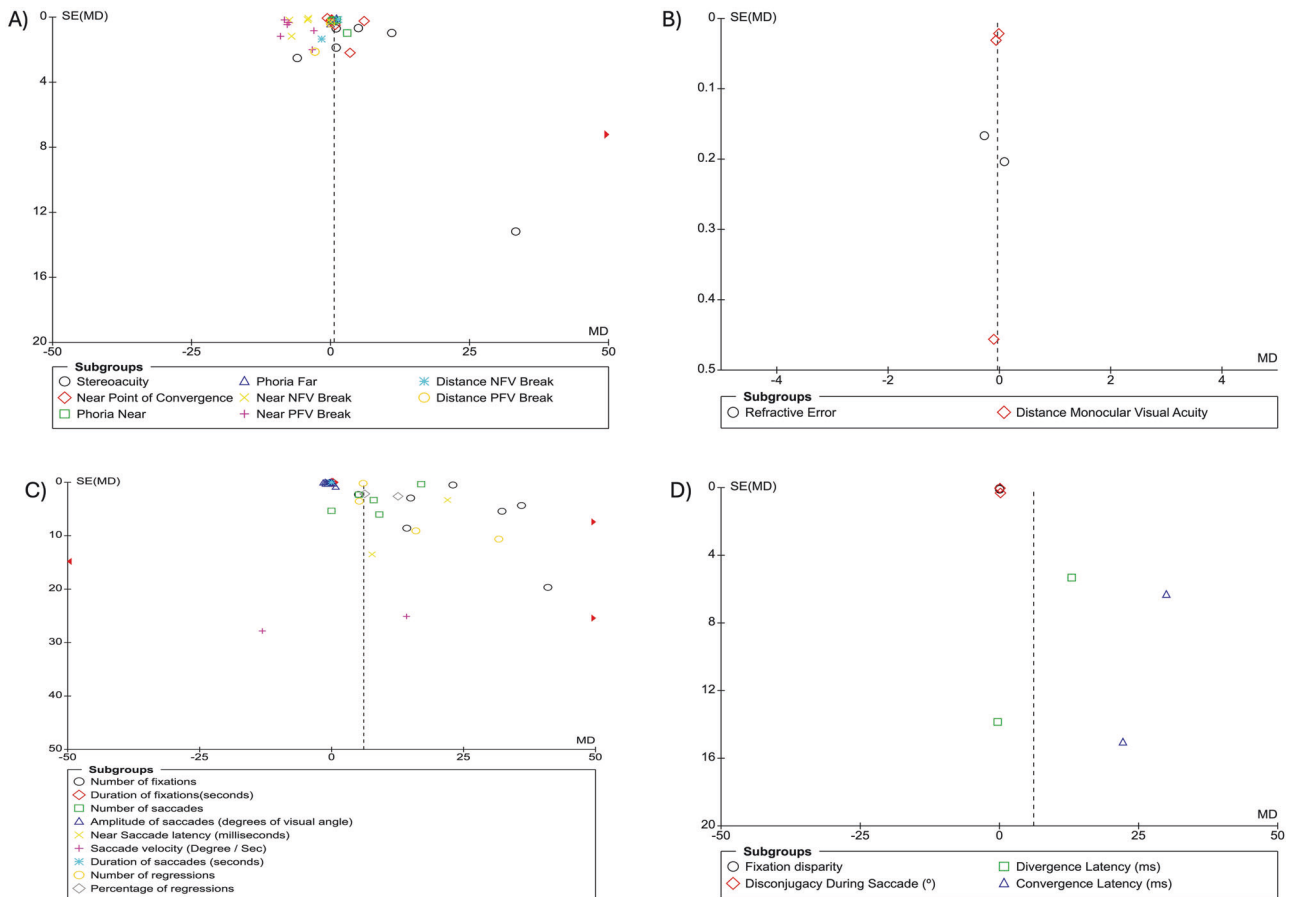 A)
SE(MD)
0
4
8
12
16
20
MD
-50
-25
0
25
50
Subgroups
Stereoacuity
Phoria Far
Distance NFV Break
Near Point of Convergence
Near NFV Break
Distance PFV Break
Phoria Near
Near PFV Break
B)
SE(MD)
0
0.1
0.2
0.3
0.4
0.5
MD
-4
-2
0
2
4
Subgroups
Refractive Error
Distance Monocular Visual Acuity
C)
SE(MD)
0
10
20
30
40
50
MD
-50
-25
0
25
50
Subgroups
Number of fixations
Duration of fixations(seconds)
Number of saccades
Amplitude of saccades (degrees of visual angle)
Near Saccade latency (milliseconds)
Saccade velocity (Degree / Sec)
Duration of saccades (seconds)
Number of regressions
Percentage of regressions
D)
SE(MD)
0
4
8
12
16
20
MD
-50
-25
0
25
50
Subgroups
Fixation disparity
Divergence Latency (ms)
Disconjugacy During Saccade (º)
Convergence Latency (ms)